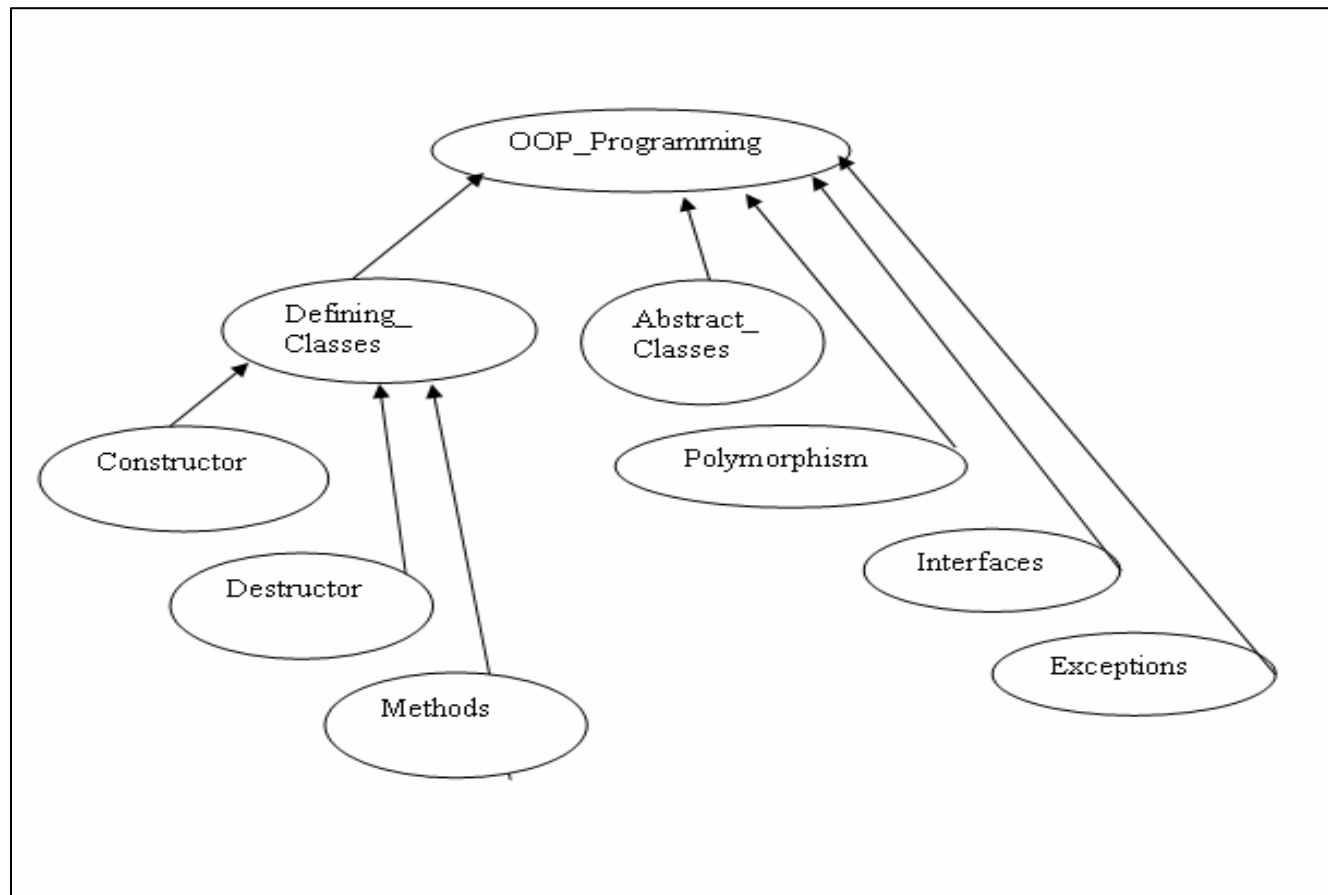 OOP_Programming
Defining_
Classes
Abstract_
Classes
Constructor
Polymorphism
Destructor
Interfaces
Methods
Exceptions